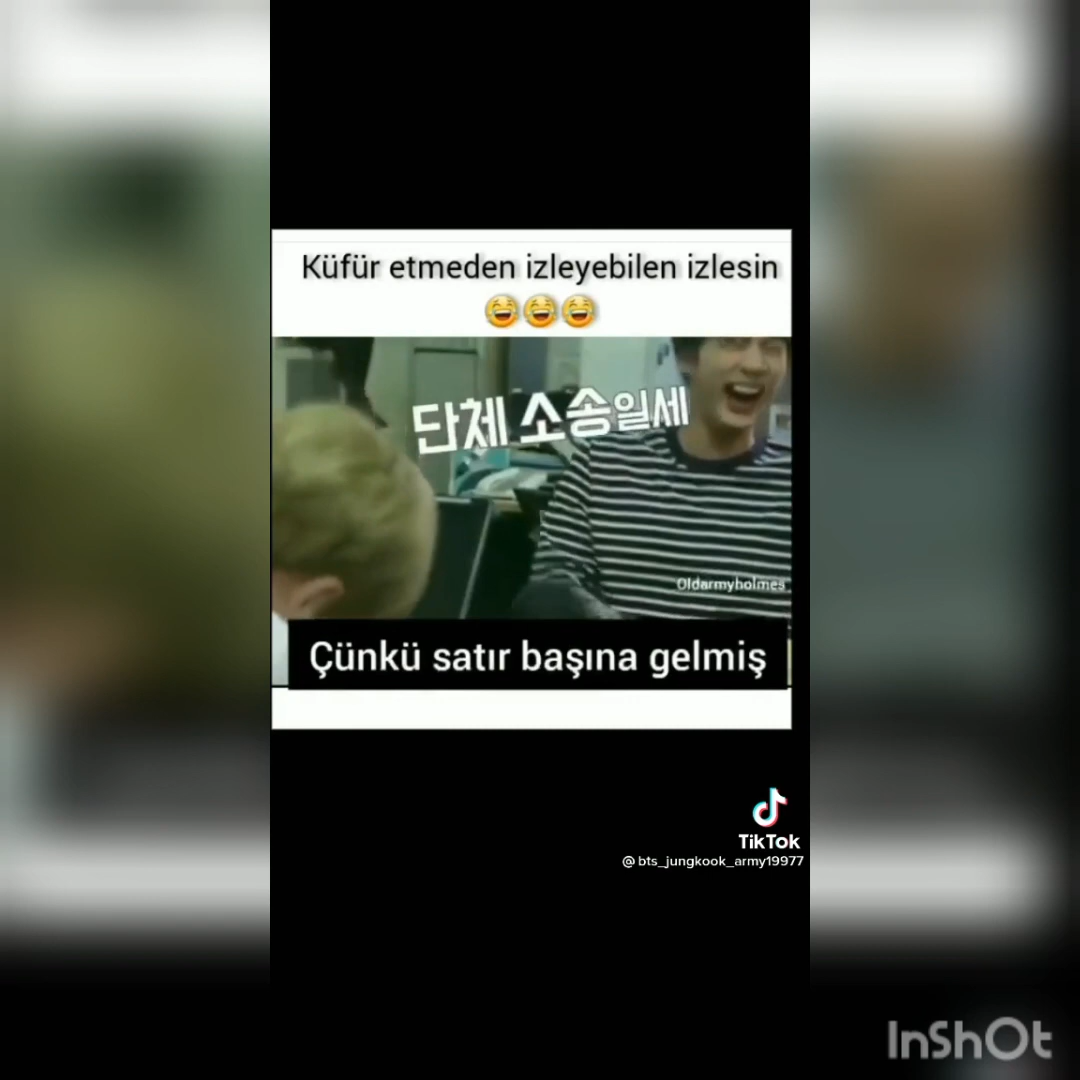 Küfür etmeden izleyebilen izlesin
😂😂😂
단체 소송일세
Oldarmyholmes
Çünkü satır başına gelmiş
TikTok
@bts_jungkook_army19977
InShOt